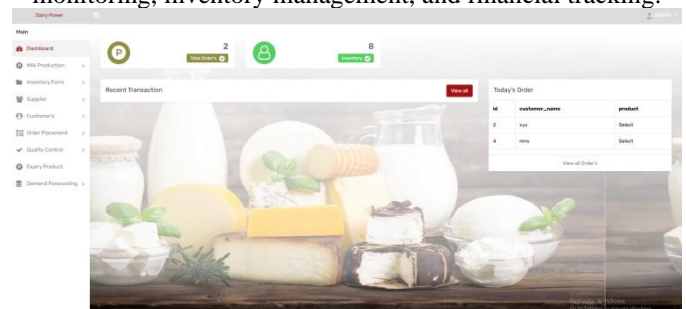 monitoring, inventory management, and financial tracking.
Dairy Power
Admin
Main
Dashboard
Milk Production
Inventory Form
Supplier
Customer's
Order Placement
Quality Control
Expiry Product
Demand Forecasting
P
2
Total Order's
8
Inventory
Recent Transaction
View all
Today's Order
id customer_name product
2 xyz Select
4 mns Select
View all Order's
Activate Windows